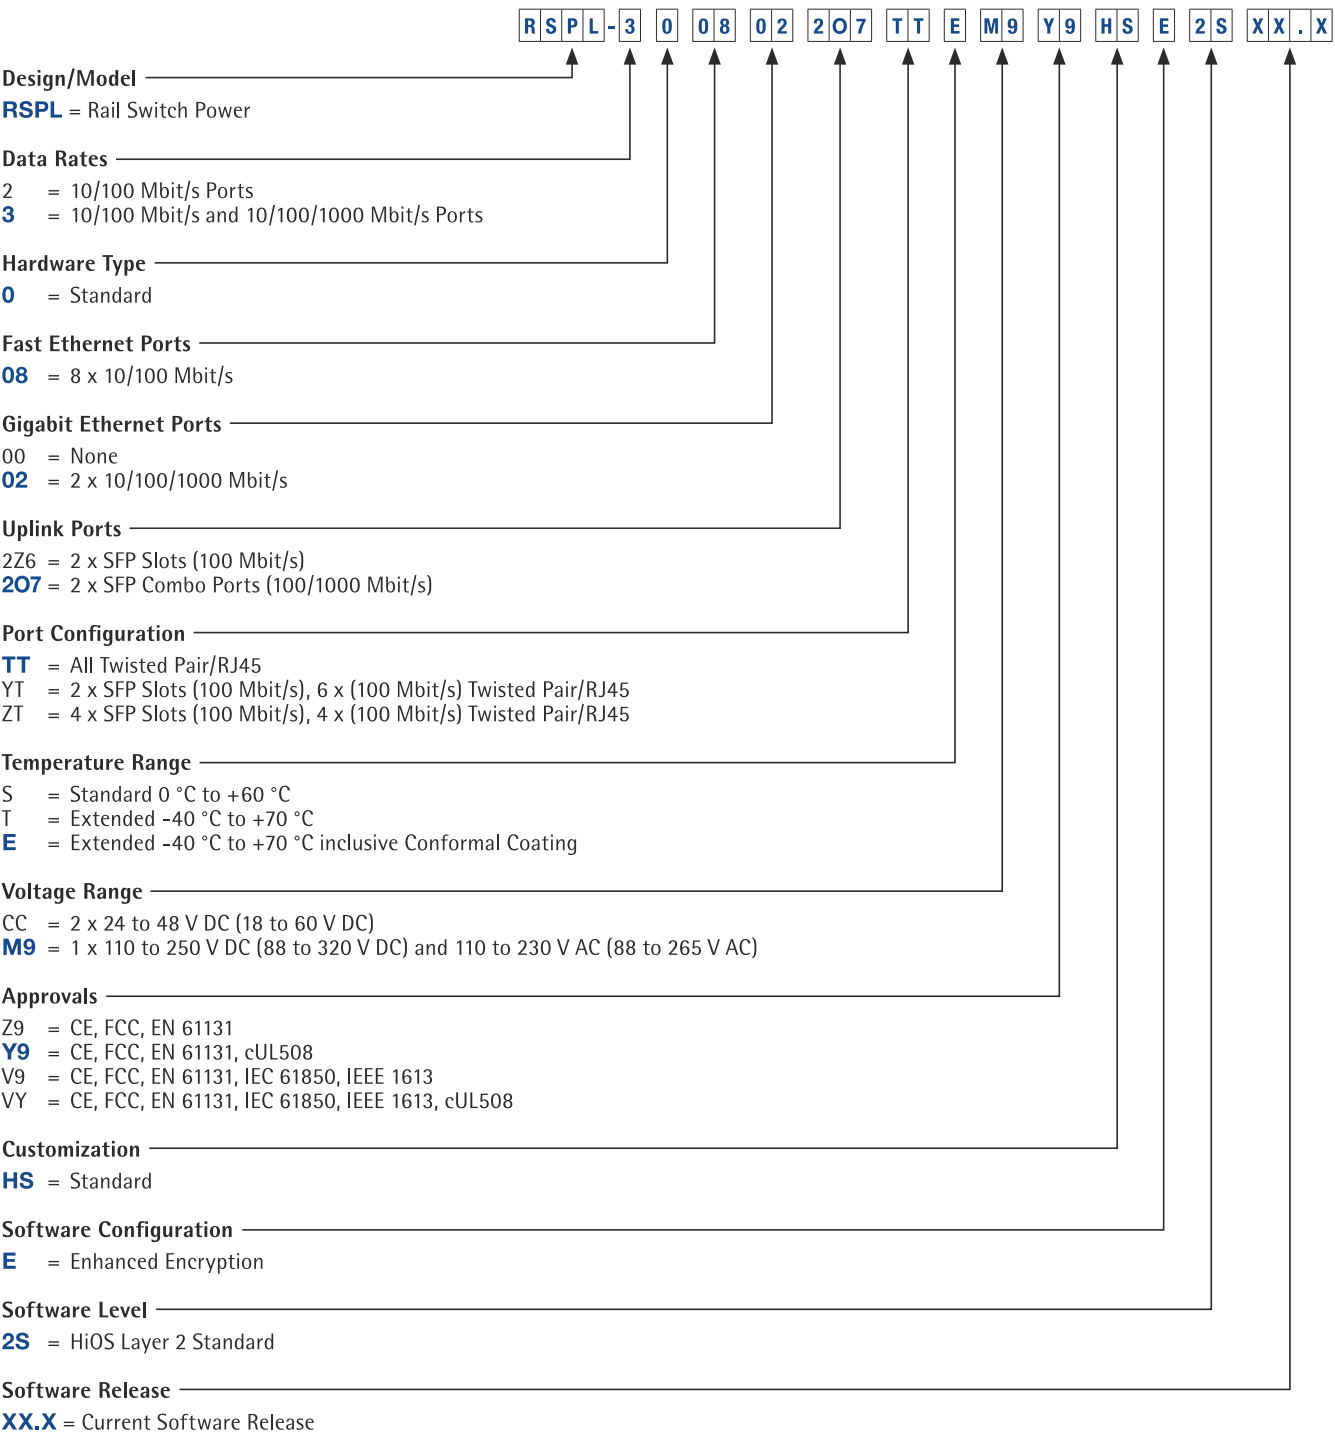 RSPL-3 0 08 02 2O7 TT E M9 Y9 HS E 2S XX.X
Design/Model
RSPL = Rail Switch Power
Data Rates
2 = 10/100 Mbit/s Ports
3 = 10/100 Mbit/s and 10/100/1000 Mbit/s Ports
Hardware Type
0 = Standard
Fast Ethernet Ports
08 = 8 x 10/100 Mbit/s
Gigabit Ethernet Ports
00 = None
02 = 2 x 10/100/1000 Mbit/s
Uplink Ports
2Z6 = 2 x SFP Slots (100 Mbit/s)
2O7 = 2 x SFP Combo Ports (100/1000 Mbit/s)
Port Configuration
TT = All Twisted Pair/RJ45
YT = 2 x SFP Slots (100 Mbit/s), 6 x (100 Mbit/s) Twisted Pair/RJ45
ZT = 4 x SFP Slots (100 Mbit/s), 4 x (100 Mbit/s) Twisted Pair/RJ45
Temperature Range
S = Standard 0 °C to +60 °C
T = Extended -40 °C to +70 °C
E = Extended -40 °C to +70 °C inclusive Conformal Coating
Voltage Range
CC = 2 x 24 to 48 V DC (18 to 60 V DC)
M9 = 1 x 110 to 250 V DC (88 to 320 V DC) and 110 to 230 V AC (88 to 265 V AC)
Approvals
Z9 = CE, FCC, EN 61131
Y9 = CE, FCC, EN 61131, cUL508
V9 = CE, FCC, EN 61131, IEC 61850, IEEE 1613
VY = CE, FCC, EN 61131, IEC 61850, IEEE 1613, cUL508
Customization
HS = Standard
Software Configuration
E = Enhanced Encryption
Software Level
2S = HiOS Layer 2 Standard
Software Release
XX.X = Current Software Release